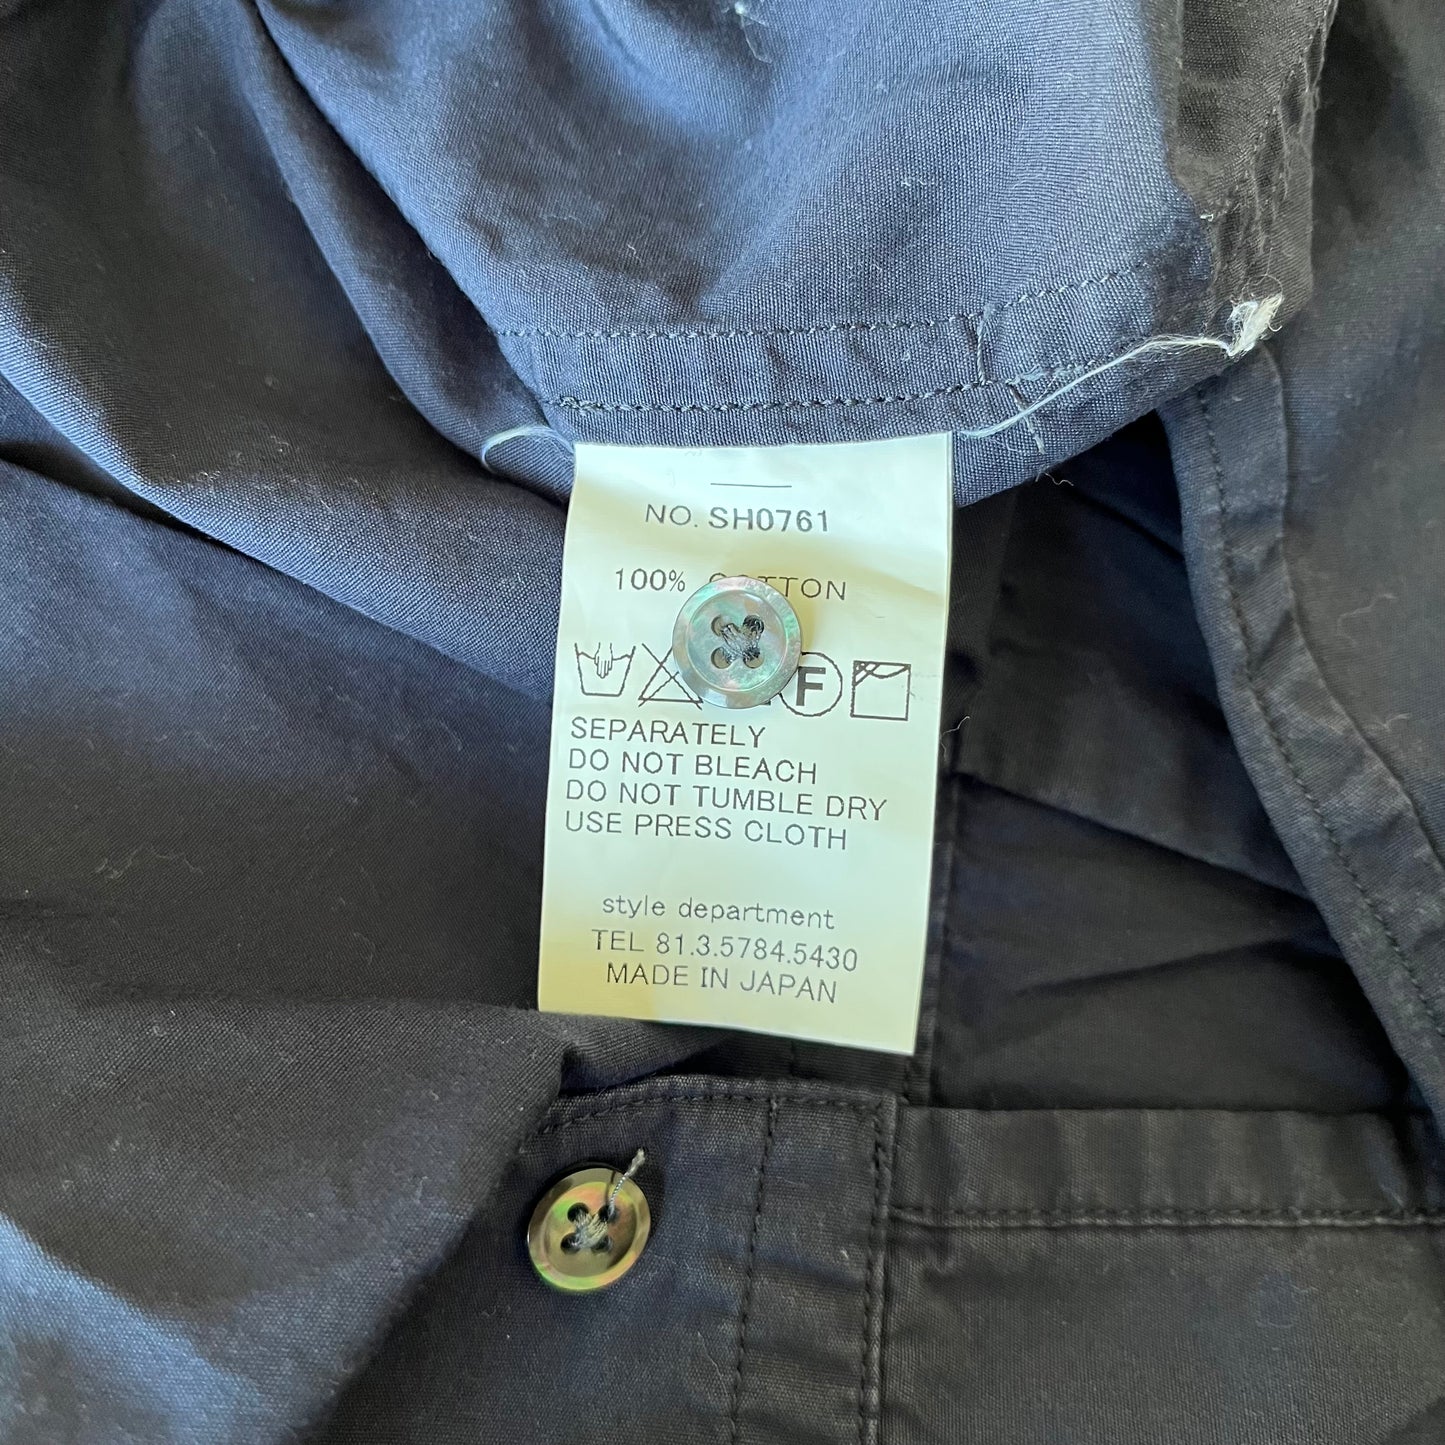 NO. SH0761
100% COTTON
F
SEPARATELY
DO NOT BLEACH
DO NOT TUMBLE DRY
USE PRESS CLOTH
style department
TEL 81.3.5784.5430
MADE IN JAPAN